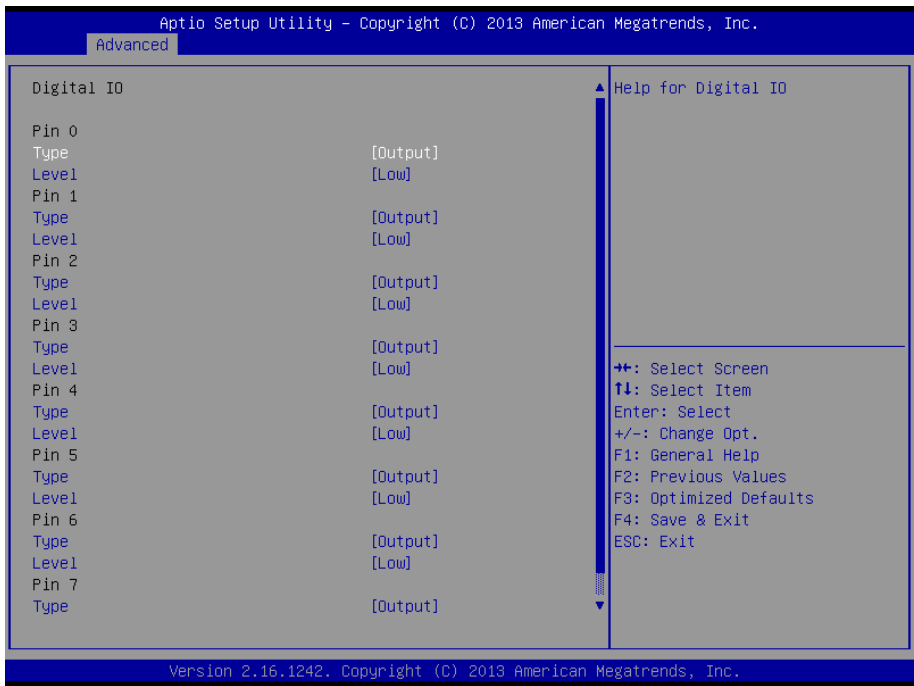 Aptio Setup Utility – Copyright (C) 2013 American Megatrends, Inc.
Advanced
Digital IO
Pin 0
Type [Output]
Level [Low]
Pin 1
Type [Output]
Level [Low]
Pin 2
Type [Output]
Level [Low]
Pin 3
Type [Output]
Level [Low]
Pin 4
Type [Output]
Level [Low]
Pin 5
Type [Output]
Level [Low]
Pin 6
Type [Output]
Level [Low]
Pin 7
Type [Output]
Help for Digital IO
→←: Select Screen
↑↓: Select Item
Enter: Select
+/-: Change Opt.
F1: General Help
F2: Previous Values
F3: Optimized Defaults
F4: Save & Exit
ESC: Exit
Version 2.16.1242. Copyright (C) 2013 American Megatrends, Inc.